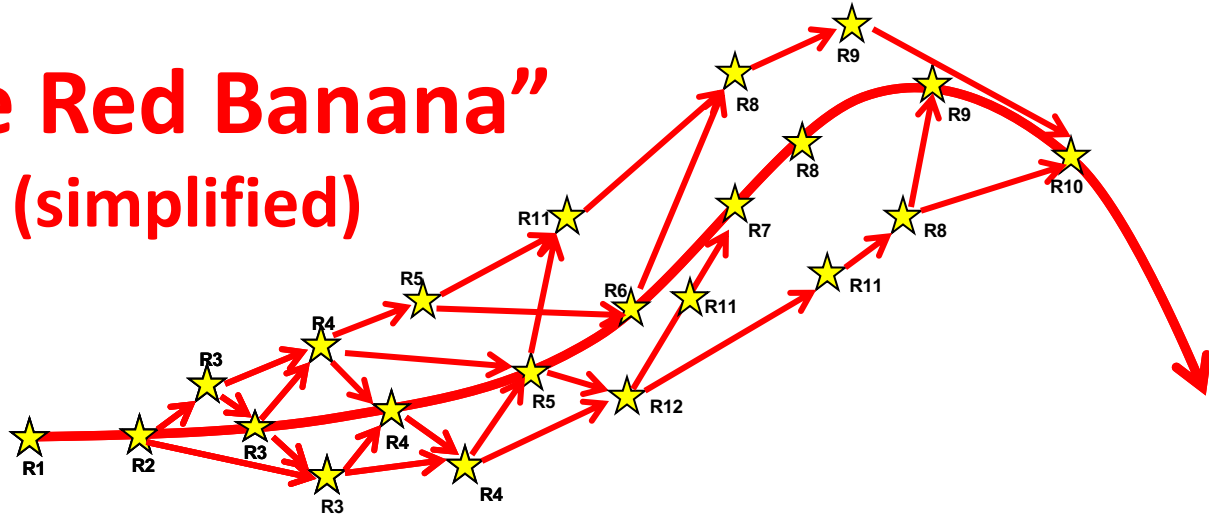 e Red Banana”
(simplified)
R9
R8
R9
R8
R10
R11
R7
R8
R5
R6
R11
R11
R4
R3
R5
R12
R4
R1
R2
R3
R4
R3